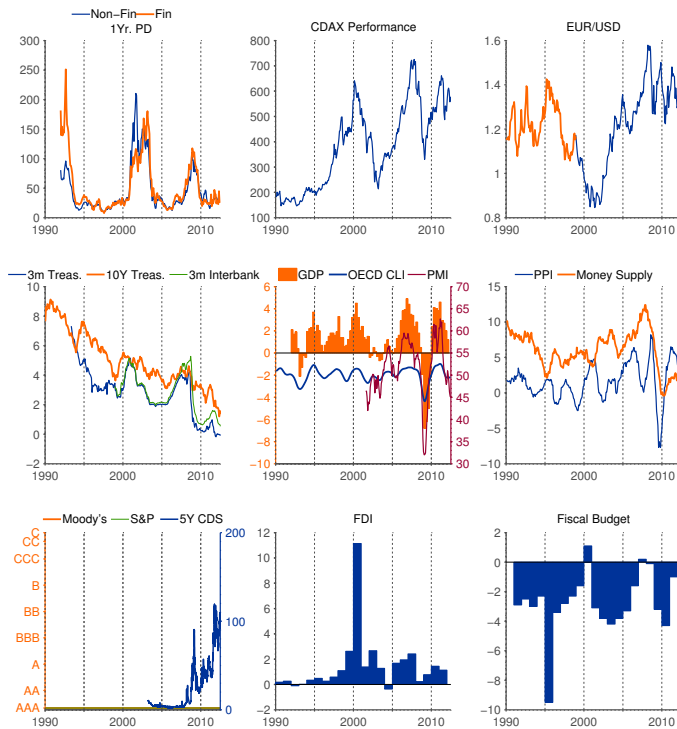 Non-Fin Fin
1Yr. PD
300
250
200
150
100
50
0
1990 2000 2010
CDAX Performance
800
700
600
500
400
300
200
100
1990 2000 2010
EUR/USD
1.6
1.4
1.2
1
0.8
1990 2000 2010
3m Treas. 10Y Treas. 3m Interbank
10
8
6
4
2
0
−2
1990 2000 2010
GDP OECD CLI PMI
6 70
4 65
2 60
0 55
−2 50
−4 45
−6 40
−8 35
−10 30
1990 2000 2010
PPI Money Supply
20
15
10
5
0
−5
−10
1990 2000 2010
Moody's S&P 5Y CDS
C 200
CC
CCC
B
BB 100
BBB
A
AA
AAA 0
1990 2000 2010
FDI
12
10
8
6
4
2
0
−2
1990 2000 2010
Fiscal Budget
2
0
−2
−4
−6
−8
−10
1990 2000 2010